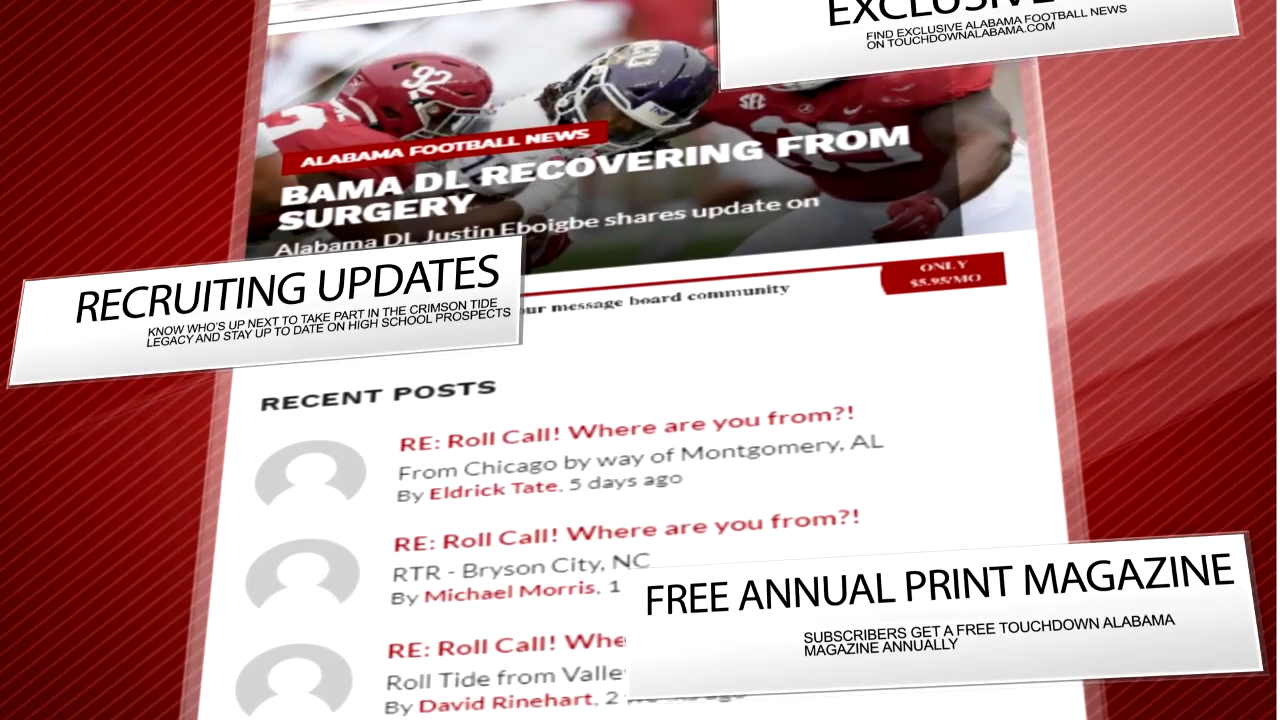 EXCLUSIVE
FIND EXCLUSIVE ALABAMA FOOTBALL NEWS
ON TOUCHDOWNALABAMA.COM
92
SEC
ALABAMA FOOTBALL NEWS
BAMA DL RECOVERING FROM
SURGERY
Alabama DL Justin Eboigbe shares update on
RECRUITING UPDATES
KNOW WHO'S UP NEXT TO TAKE PART IN THE CRIMSON TIDE
LEGACY AND STAY UP TO DATE ON HIGH SCHOOL PROSPECTS
ONLY
$5.95/MO
our message board community
RECENT POSTS
RE: Roll Call! Where are you from?!
From Chicago by way of Montgomery, AL
By Eldrick Tate, 5 days ago
RE: Roll Call! Where are you from?!
RTR - Bryson City, NC
By Michael Morris, 1
FREE ANNUAL PRINT MAGAZINE
SUBSCRIBERS GET A FREE TOUCHDOWN ALABAMA
MAGAZINE ANNUALLY
RE: Roll Call! Whe
Roll Tide from Valle
By David Rinehart, 2